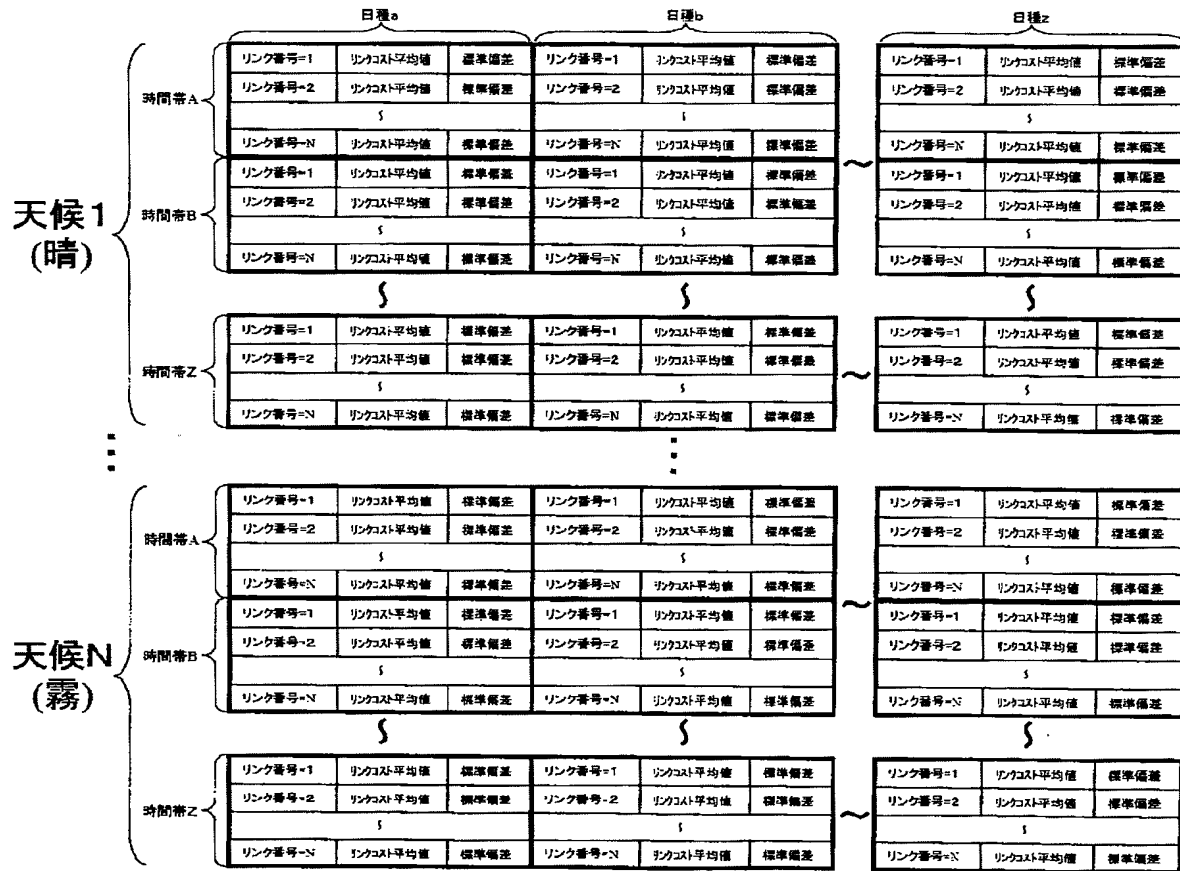 日種a 日種b 日種z
リンク番号=1 リンクコスト平均値 標準偏差 リンク番号=1 リンクコスト平均値 標準偏差 リンク番号=1 リンクコスト平均値 標準偏差
時間帯A リンク番号=2 リンクコスト平均値 標準偏差 リンク番号=2 リンクコスト平均値 標準偏差 リンク番号=2 リンクコスト平均値 標準偏差
リンク番号=N リンクコスト平均値 標準偏差 リンク番号=N リンクコスト平均値 標準偏差 リンク番号=N リンクコスト平均値 標準偏差
~
リンク番号=1 リンクコスト平均値 標準偏差 リンク番号=1 リンクコスト平均値 標準偏差 リンク番号=1 リンクコスト平均値 標準偏差
天候1
(晴)
時間帯B リンク番号=2 リンクコスト平均値 標準偏差 リンク番号=2 リンクコスト平均値 標準偏差 リンク番号=2 リンクコスト平均値 標準偏差
リンク番号=N リンクコスト平均値 標準偏差 リンク番号=N リンクコスト平均値 標準偏差 リンク番号=N リンクコスト平均値 標準偏差
リンク番号=1 リンクコスト平均値 標準偏差 リンク番号=1 リンクコスト平均値 標準偏差 リンク番号=1 リンクコスト平均値 標準偏差
時間帯Z リンク番号=2 リンクコスト平均値 標準偏差 リンク番号=2 リンクコスト平均値 標準偏差 ~ リンク番号=2 リンクコスト平均値 標準偏差
リンク番号=N リンクコスト平均値 標準偏差 リンク番号=N リンクコスト平均値 標準偏差 リンク番号=N リンクコスト平均値 標準偏差
リンク番号=1 リンクコスト平均値 標準偏差 リンク番号=1 リンクコスト平均値 標準偏差 リンク番号=1 リンクコスト平均値 標準偏差
時間帯A リンク番号=2 リンクコスト平均値 標準偏差 リンク番号=2 リンクコスト平均値 標準偏差 リンク番号=2 リンクコスト平均値 標準偏差
リンク番号=N リンクコスト平均値 標準偏差 リンク番号=N リンクコスト平均値 標準偏差 リンク番号=N リンクコスト平均値 標準偏差
~
リンク番号=1 リンクコスト平均値 標準偏差 リンク番号=1 リンクコスト平均値 標準偏差 リンク番号=1 リンクコスト平均値 標準偏差
天候N
(霧)
時間帯B リンク番号=2 リンクコスト平均値 標準偏差 リンク番号=2 リンクコスト平均値 標準偏差 リンク番号=2 リンクコスト平均値 標準偏差
リンク番号=N リンクコスト平均値 標準偏差 リンク番号=N リンクコスト平均値 標準偏差 リンク番号=N リンクコスト平均値 標準偏差
リンク番号=1 リンクコスト平均値 標準偏差 リンク番号=1 リンクコスト平均値 標準偏差 リンク番号=1 リンクコスト平均値 標準偏差
時間帯Z リンク番号=2 リンクコスト平均値 標準偏差 リンク番号=2 リンクコスト平均値 標準偏差 ~ リンク番号=2 リンクコスト平均値 標準偏差
リンク番号=N リンクコスト平均値 標準偏差 リンク番号=N リンクコスト平均値 標準偏差 リンク番号=N リンクコスト平均値 標準偏差